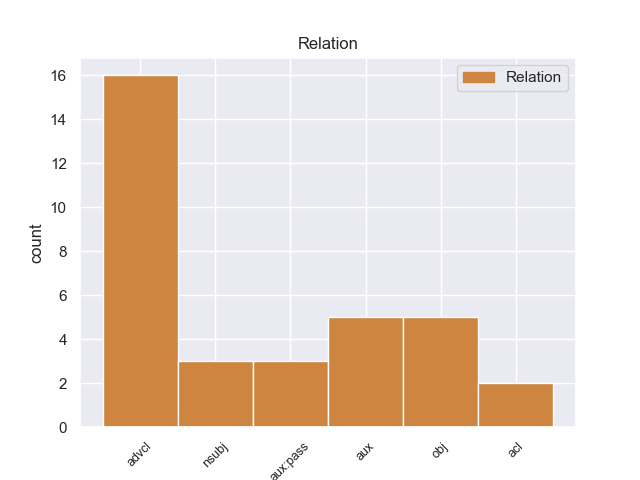 Relation
Relation
16
14
12
10
8
6
4
2
0
count
advcl
nsubj
aux:pass
aux
obj
acl